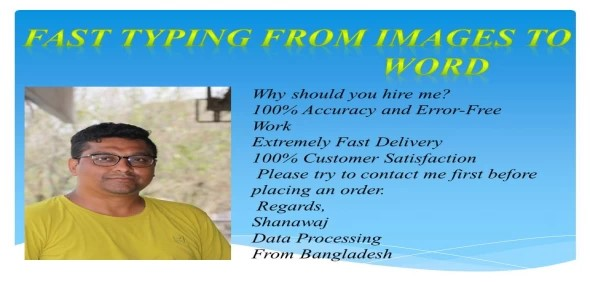 FAST TYPING FROM IMAGES TO
WORD
Why should you hire me?
100% Accuracy and Error-Free
Work
Extremely Fast Delivery
100% Customer Satisfaction
Please try to contact me first before
placing an order.
Regards,
Shanawaj
Data Processing
From Bangladesh